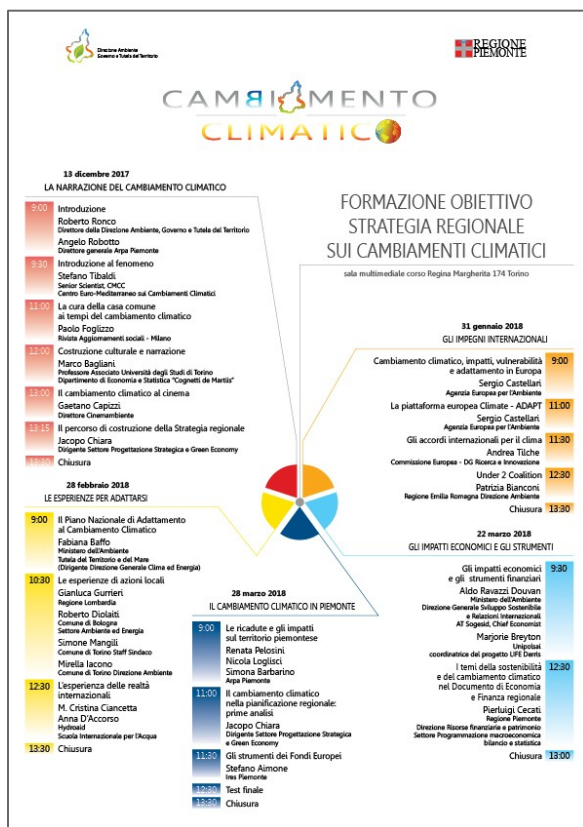 Direzione Ambiente
Governo e Tutela del Territorio
REGIONE
PIEMONTE
CAMBIAMENTO
CLIMATICO
FORMAZIONE OBIETTIVO
STRATEGIA REGIONALE
SUI CAMBIAMENTI CLIMATICI
sala multimediale corso Regina Margherita 174 Torino
13 dicembre 2017
LA NARRAZIONE DEL CAMBIAMENTO CLIMATICO
9:00 Introduzione
Roberto Ronco
Direttore della Direzione Ambiente, Governo e Tutela del Territorio
Angelo Robotto
Direttore generale Arpa Piemonte
9:30 Introduzione al fenomeno
Stefano Tibaldi
Senior Scientist, CMCC
Centro Euro-Mediterraneo sui Cambiamenti Climatici
11:00 La cura della casa comune
ai tempi del cambiamento climatico
Paolo Foglizzo
Rivista Aggiornamenti sociali - Milano
12:00 Costruzione culturale e narrazione
Marco Bagliani
Professore Associato Università degli Studi di Torino
Dipartimento di Economia e Statistica "Cognetti de Martiis"
13:00 Il cambiamento climatico al cinema
Gaetano Capizzi
Direttore Cinemambiente
13:15 Il percorso di costruzione della Strategia regionale
Jacopo Chiara
Dirigente Settore Progettazione Strategica e Green Economy
13:30 Chiusura
31 gennaio 2018
GLI IMPEGNI INTERNAZIONALI
Cambiamento climatico, impatti, vulnerabilità 9:00
e adattamento in Europa
Sergio Castellari
Agenzia Europea per l'Ambiente
La piattaforma europea Climate - ADAPT 11:00
Sergio Castellari
Agenzia Europea per l'Ambiente
Gli accordi internazionali per il clima 11:30
Andrea Tilche
Commissione Europea - DG Ricerca e Innovazione
Under 2 Coalition 12:30
Patrizia Bianconi
Regione Emilia Romagna Direzione Ambiente
Chiusura 13:30
28 febbraio 2018
LE ESPERIENZE PER ADATTARSI
9:00 Il Piano Nazionale di Adattamento
al Cambiamento Climatico
Fabiana Baffo
Ministero dell'Ambiente
Tutela del Territorio e del Mare
(Dirigente Direzione Generale Clima ed Energia)
10:30 Le esperienze di azioni locali
Gianluca Gurrieri
Regione Lombardia
Roberto Diolaiti
Comune di Bologna
Settore Ambiente ed Energia
Simone Mangili
Comune di Torino Staff Sindaco
Mirella Iacono
Comune di Torino Direzione Ambiente
12:30 L'esperienza delle realtà
internazionali
M. Cristina Ciancetta
Anna D'Accorso
Hydroaid
Scuola Internazionale per l'Acqua
13:30 Chiusura
28 marzo 2018
IL CAMBIAMENTO CLIMATICO IN PIEMONTE
9:00 Le ricadute e gli impatti
sul territorio piemontese
Renata Pelosini
Nicola Loglisci
Simona Barbarino
Arpa Piemonte
11:00 Il cambiamento climatico
nella pianificazione regionale:
prime analisi
Jacopo Chiara
Dirigente Settore Progettazione Strategica
e Green Economy
11:30 Gli strumenti dei Fondi Europei
Stefano Aimone
Ires Piemonte
12:30 Test finale
13:30 Chiusura
22 marzo 2018
GLI IMPATTI ECONOMICI E GLI STRUMENTI
Gli impatti economici 9:30
e gli strumenti finanziari
Aldo Ravazzi Douvan
Ministero dell'Ambiente
Direzione Generale Sviluppo Sostenibile
e Relazioni Internazionali
AT Sogesid, Chief Economist
Marjorie Breyton
Unipolsai
coordinatrice del progetto LIFE Derris
I temi della sostenibilità 12:30
e del cambiamento climatico
nel Documento di Economia
e Finanza regionale
Pierluigi Cecati
Regione Piemonte
Direzione Risorse finanziarie e patrimonio
Settore Programmazione macroeconomica
bilancio e statistica
Chiusura 13:00